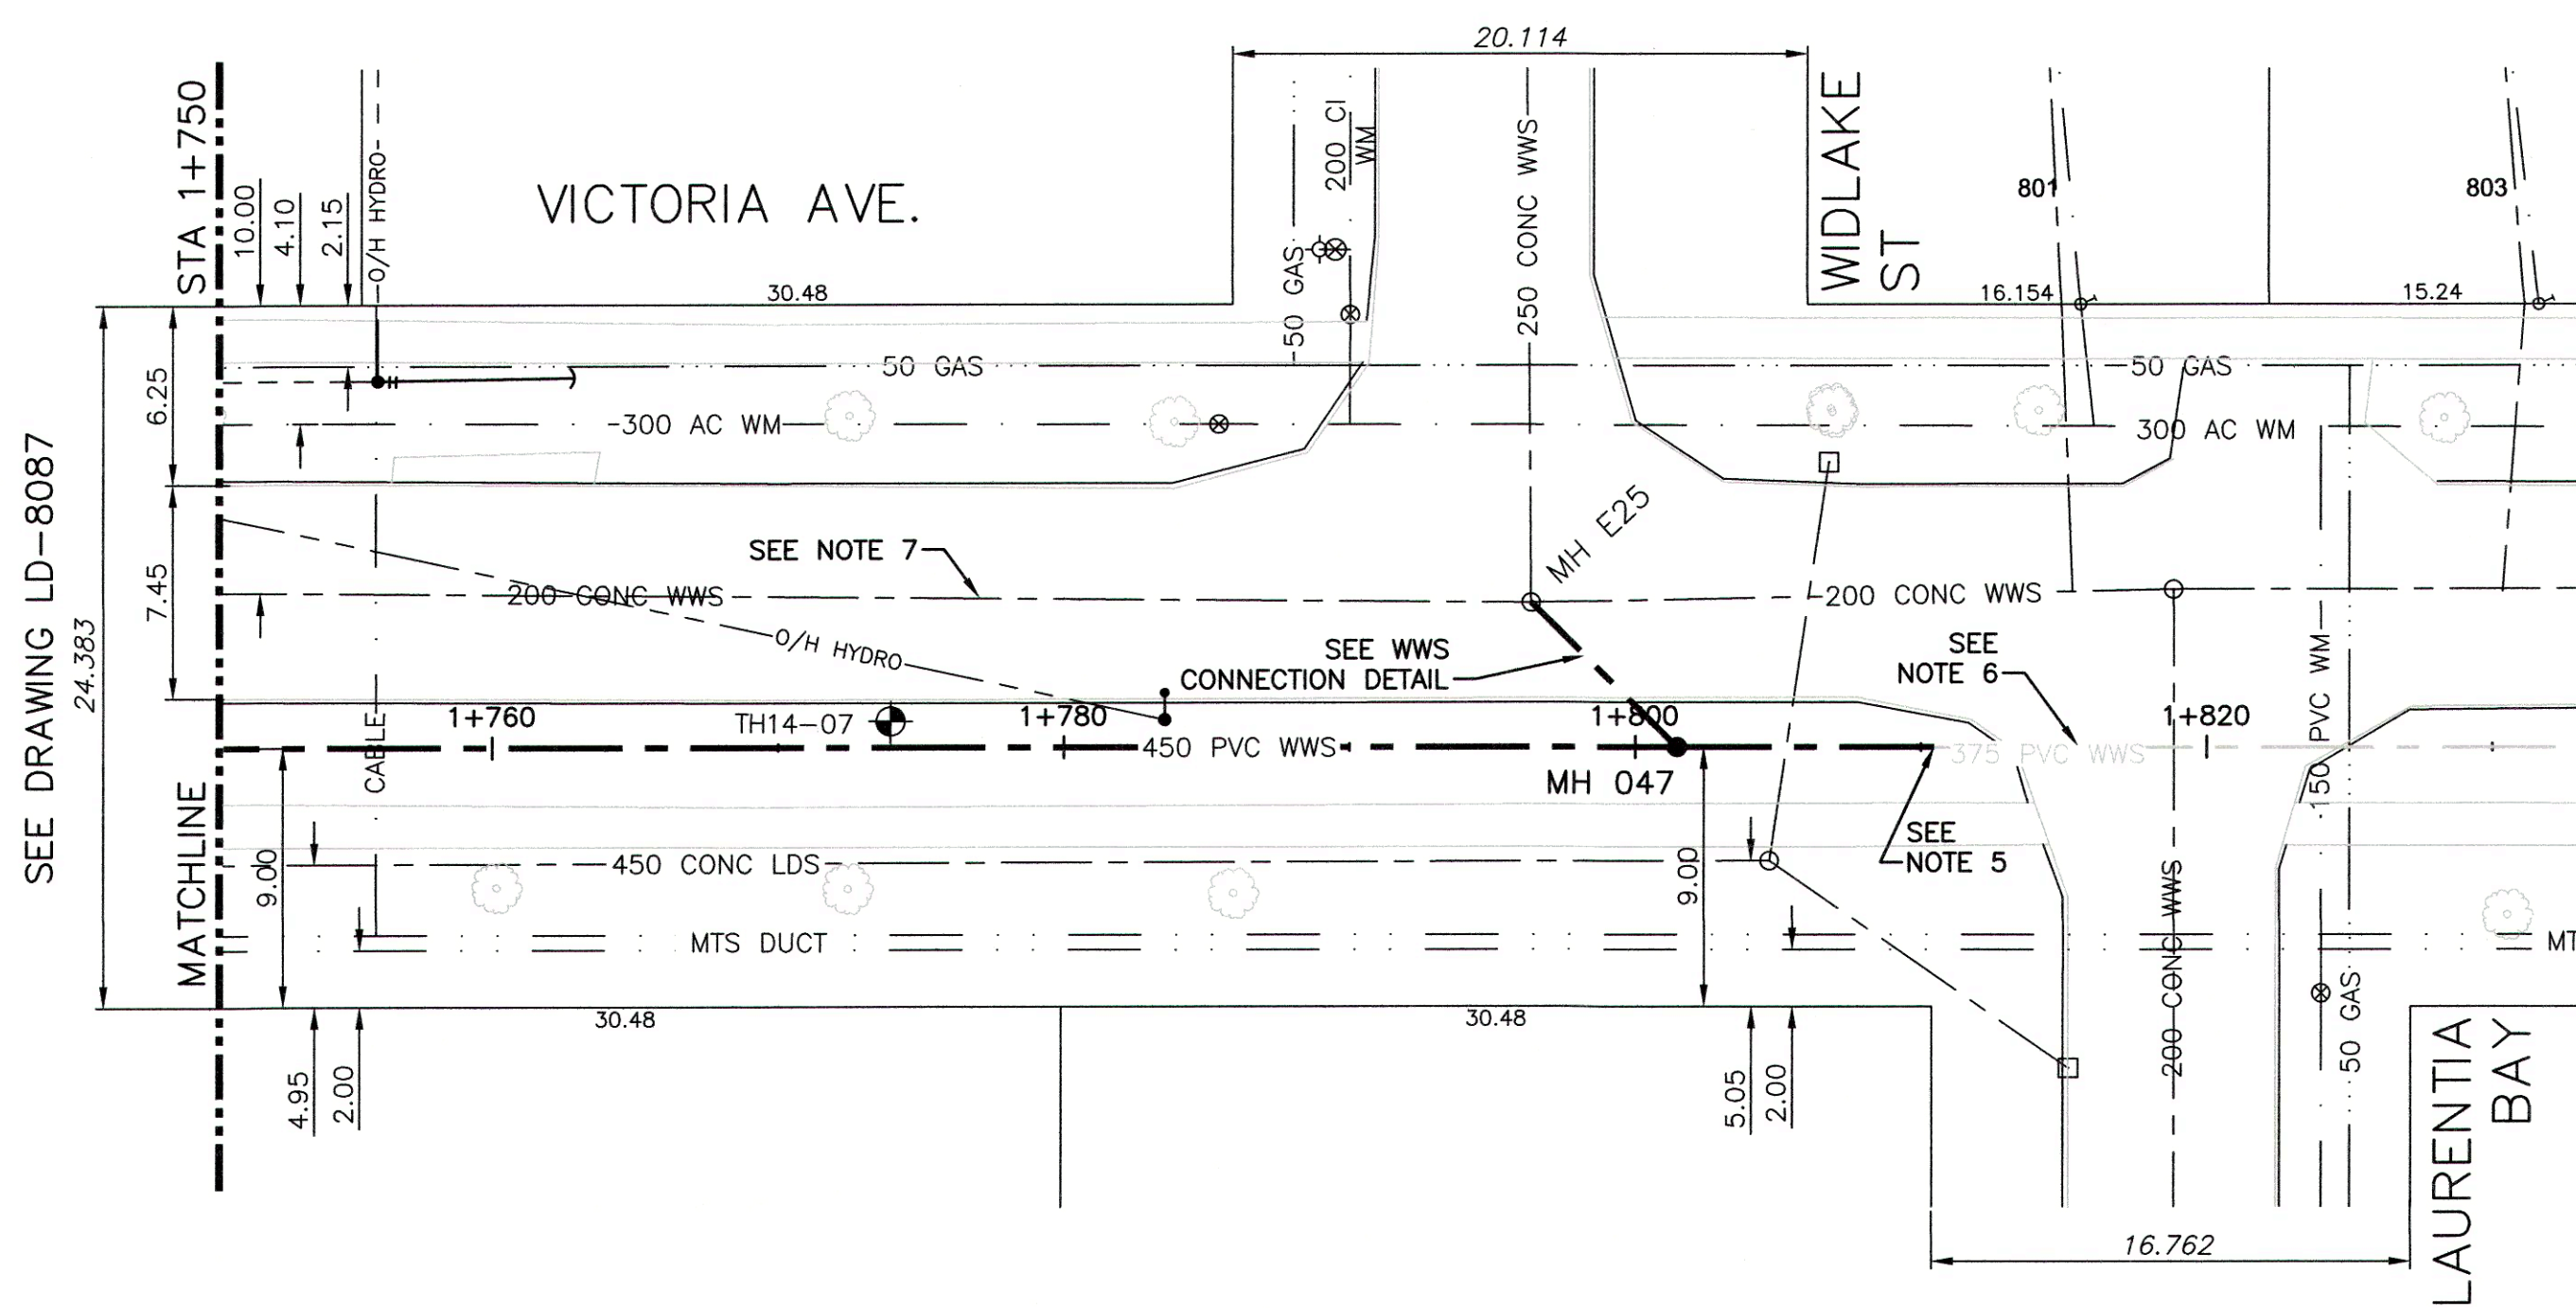 20.114
STA 1+750
10.00
4.10
2.15
O/H HYDRO
VICTORIA AVE.
50 GAS
200 CI
WM
250 CONC WWS
WIDLAKE
ST
801
803
30.48
16.154
15.24
50 GAS
50 GAS
300 AC WM
300 AC WM
SEE DRAWING LD-8087
24.383
6.25
7.45
SEE NOTE 7
MH E25
200 CONC WWS
200 CONC WWS
O/H HYDRO
SEE WWS
CONNECTION DETAIL
SEE
NOTE 6
150 PVC WM
1+760
TH14-07
1+780
1+800
1+820
CABLE
450 PVC WWS
375 PVC WWS
MH 047
MATCHLINE
9.00
450 CONC LDS
9.00
SEE
NOTE 5
MTS DUCT
200 CONC WWS
50 GAS
MT
30.48
30.48
4.95
2.00
5.05
2.00
16.762
LAURENTIA
BAY